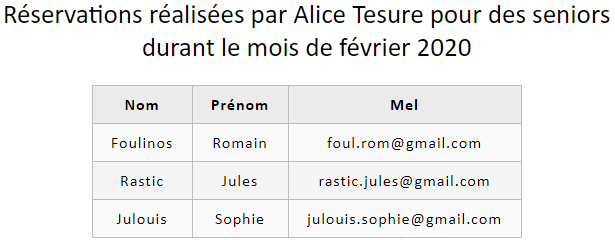 Réservations réalisées par Alice Tesure pour des seniors
durant le mois de février 2020
Nom Prénom Mel
Foulinos Romain foul.rom@gmail.com
Rastic Jules rastic.jules@gmail.com
Julouis Sophie julouis.sophie@gmail.com